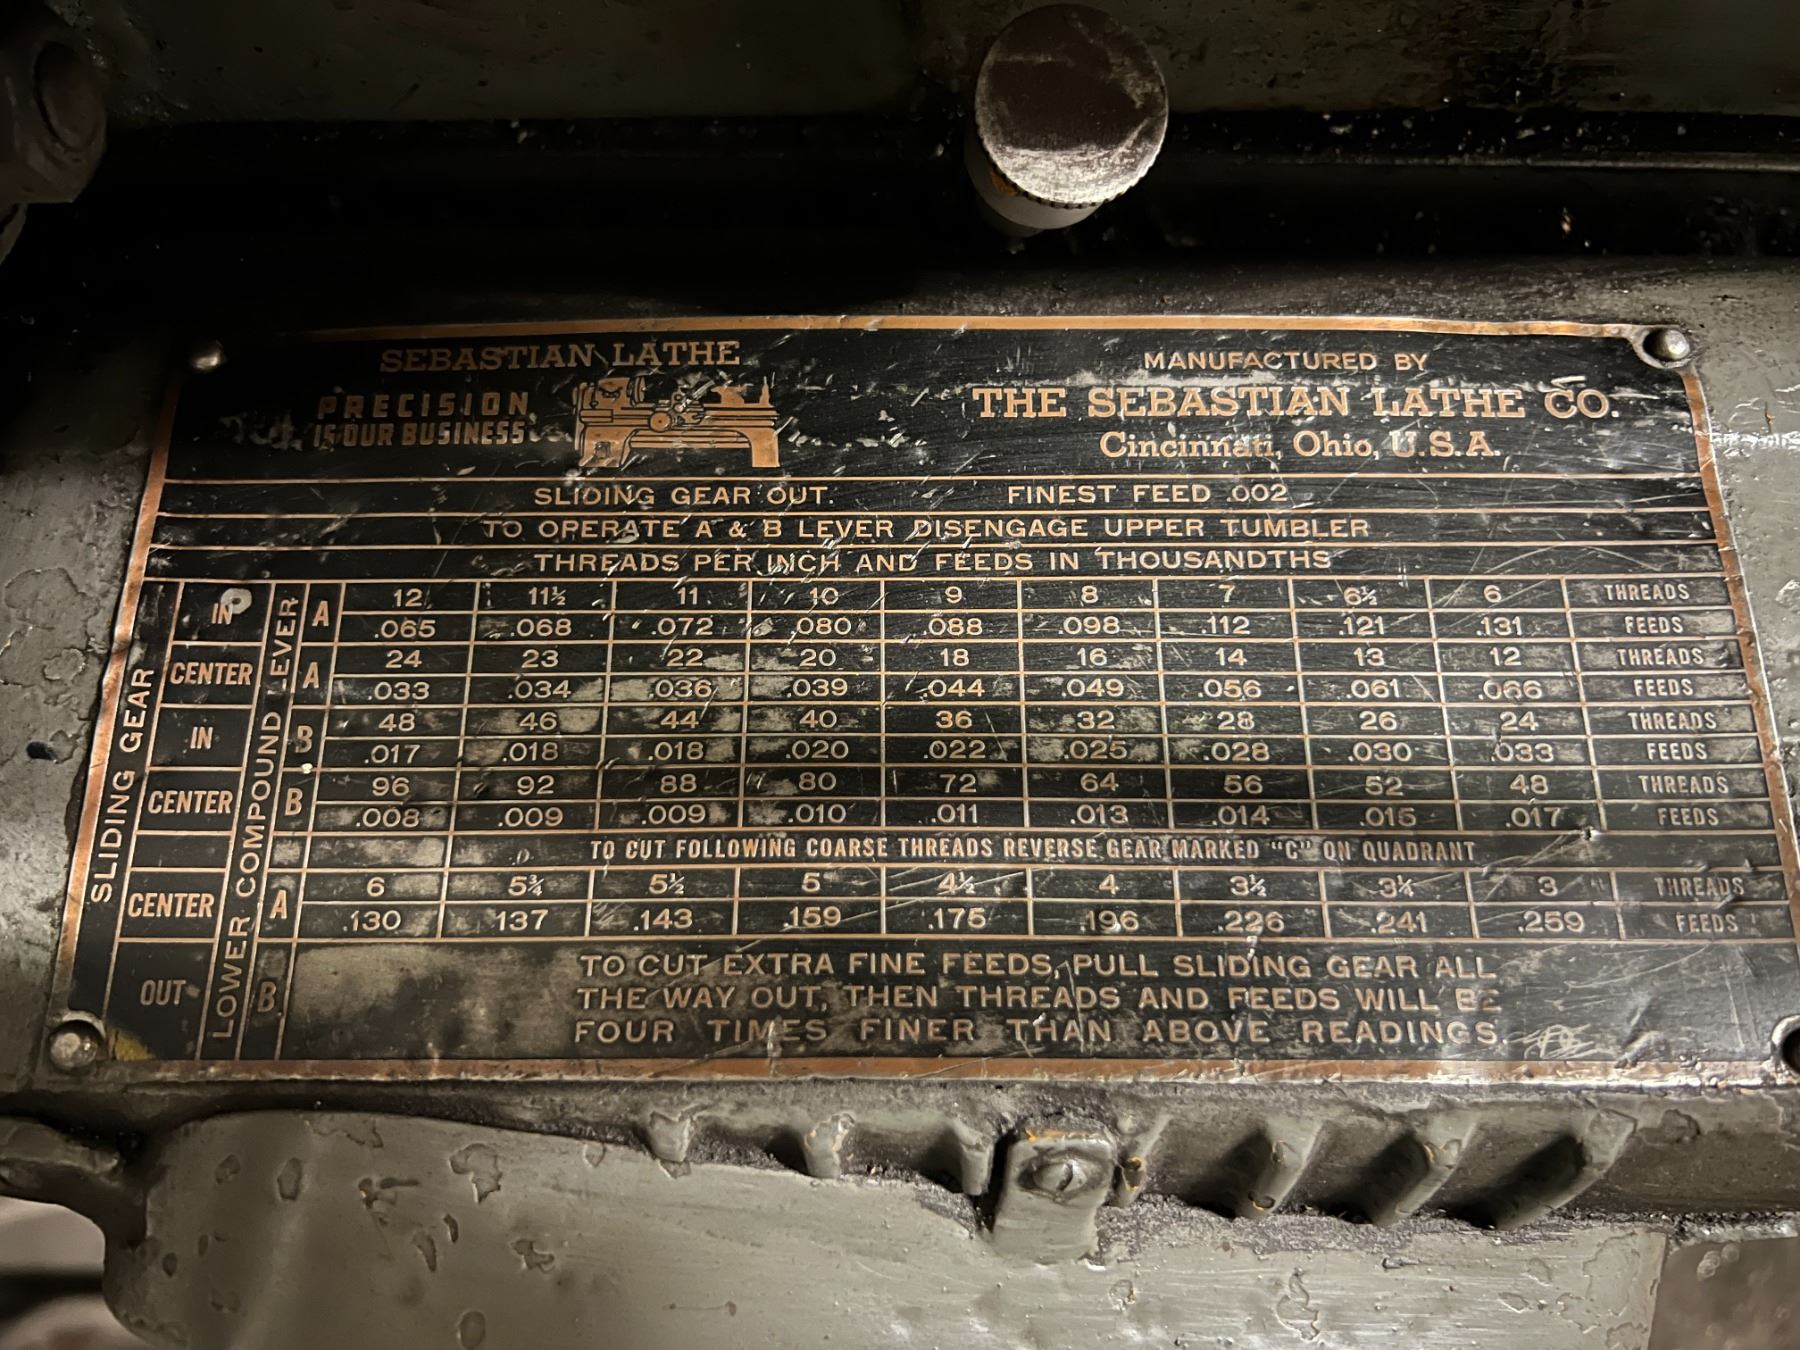 SEBASTIAN LATHE
PRECISION
IS OUR BUSINESS
MANUFACTURED BY
THE SEBASTIAN LATHE CO.
Cincinnati, Ohio, U.S.A.
SLIDING GEAR OUT. FINEST FEED .002
TO OPERATE A & B LEVER DISENGAGE UPPER TUMBLER
THREADS PER INCH AND FEEDS IN THOUSANDTHS
SLIDING GEAR
LOWER COMPOUND LEVER
IN A 12 11½ 11 10 9 8 7 6½ 6 THREADS
.065 .068 .072 .080 .088 .098 .112 .121 .131 FEEDS
CENTER A 24 23 22 20 18 16 14 13 12 THREADS
.033 .034 .036 .039 .044 .049 .056 .061 .066 FEEDS
IN B 48 46 44 40 36 32 28 26 24 THREADS
.017 .018 .018 .020 .022 .025 .028 .030 .033 FEEDS
CENTER B 96 92 88 80 72 64 56 52 48 THREADS
.008 .009 .009 .010 .011 .013 .014 .015 .017 FEEDS
TO CUT FOLLOWING COARSE THREADS REVERSE GEAR MARKED "C" ON QUADRANT
CENTER A 6 5¾ 5½ 5 4½ 4 3½ 3¼ 3 THREADS
.130 .137 .143 .159 .175 .196 .226 .241 .259 FEEDS
OUT B
TO CUT EXTRA FINE FEEDS, PULL SLIDING GEAR ALL
THE WAY OUT, THEN THREADS AND FEEDS WILL BE
FOUR TIMES FINER THAN ABOVE READINGS.